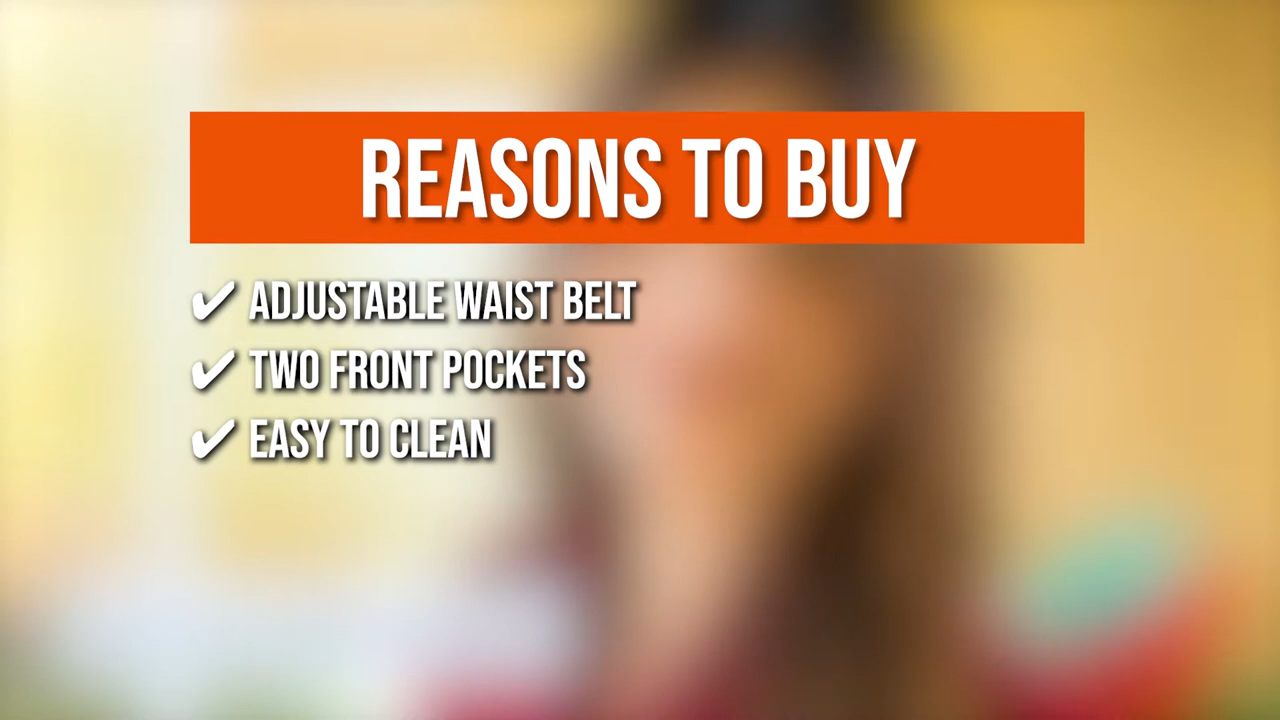 REASONS TO BUY
✔ ADJUSTABLE WAIST BELT
✔ TWO FRONT POCKETS
✔ EASY TO CLEAN